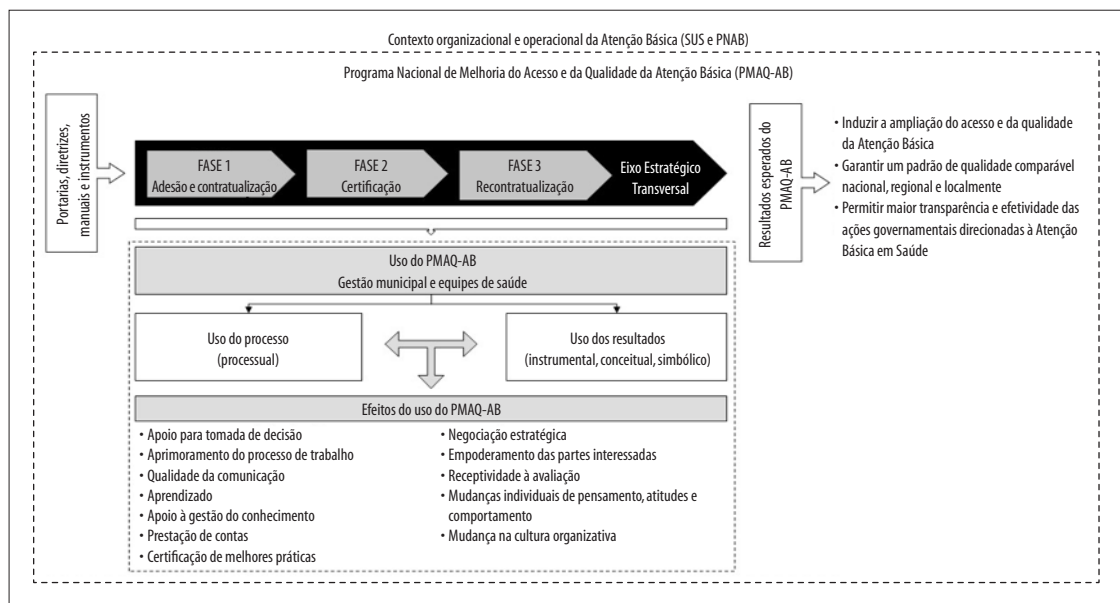 Contexto organizacional e operacional da Atenção Básica (SUS e PNAB)
Programa Nacional de Melhoria do Acesso e da Qualidade da Atenção Básica (PMAQ-AB)
Portarias, diretrizes,
manuais e instrumentos
FASE 1
Adesão e contratualização
FASE 2
Certificação
FASE 3
Recontratualização
Eixo Estratégico
Transversal
Resultados esperados do
PMAQ-AB
• Induzir a ampliação do acesso e da qualidade
da Atenção Básica
• Garantir um padrão de qualidade comparável
nacional, regional e localmente
• Permitir maior transparência e efetividade das
ações governamentais direcionadas à Atenção
Básica em Saúde
Uso do PMAQ-AB
Gestão municipal e equipes de saúde
Uso do processo
(processual)
Uso dos resultados
(instrumental, conceitual, simbólico)
Efeitos do uso do PMAQ-AB
• Apoio para tomada de decisão
• Aprimoramento do processo de trabalho
• Qualidade da comunicação
• Aprendizado
• Apoio à gestão do conhecimento
• Prestação de contas
• Certificação de melhores práticas
• Negociação estratégica
• Empoderamento das partes interessadas
• Receptividade à avaliação
• Mudanças individuais de pensamento, atitudes e
comportamento
• Mudança na cultura organizativa